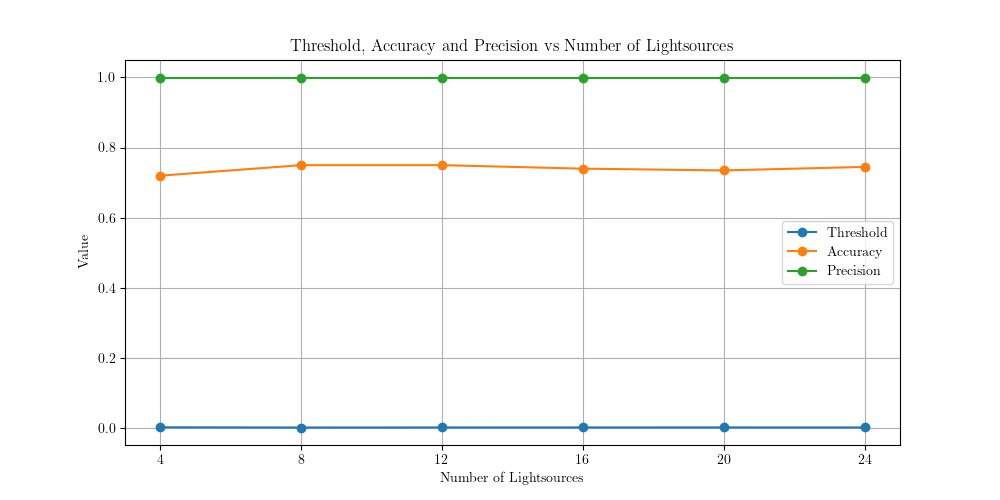 Threshold, Accuracy and Precision vs Number of Lightsources
1.0
0.8
0.6
0.4
0.2
0.0
Value
Threshold
Accuracy
Precision
4 8 12 16 20 24
Number of Lightsources